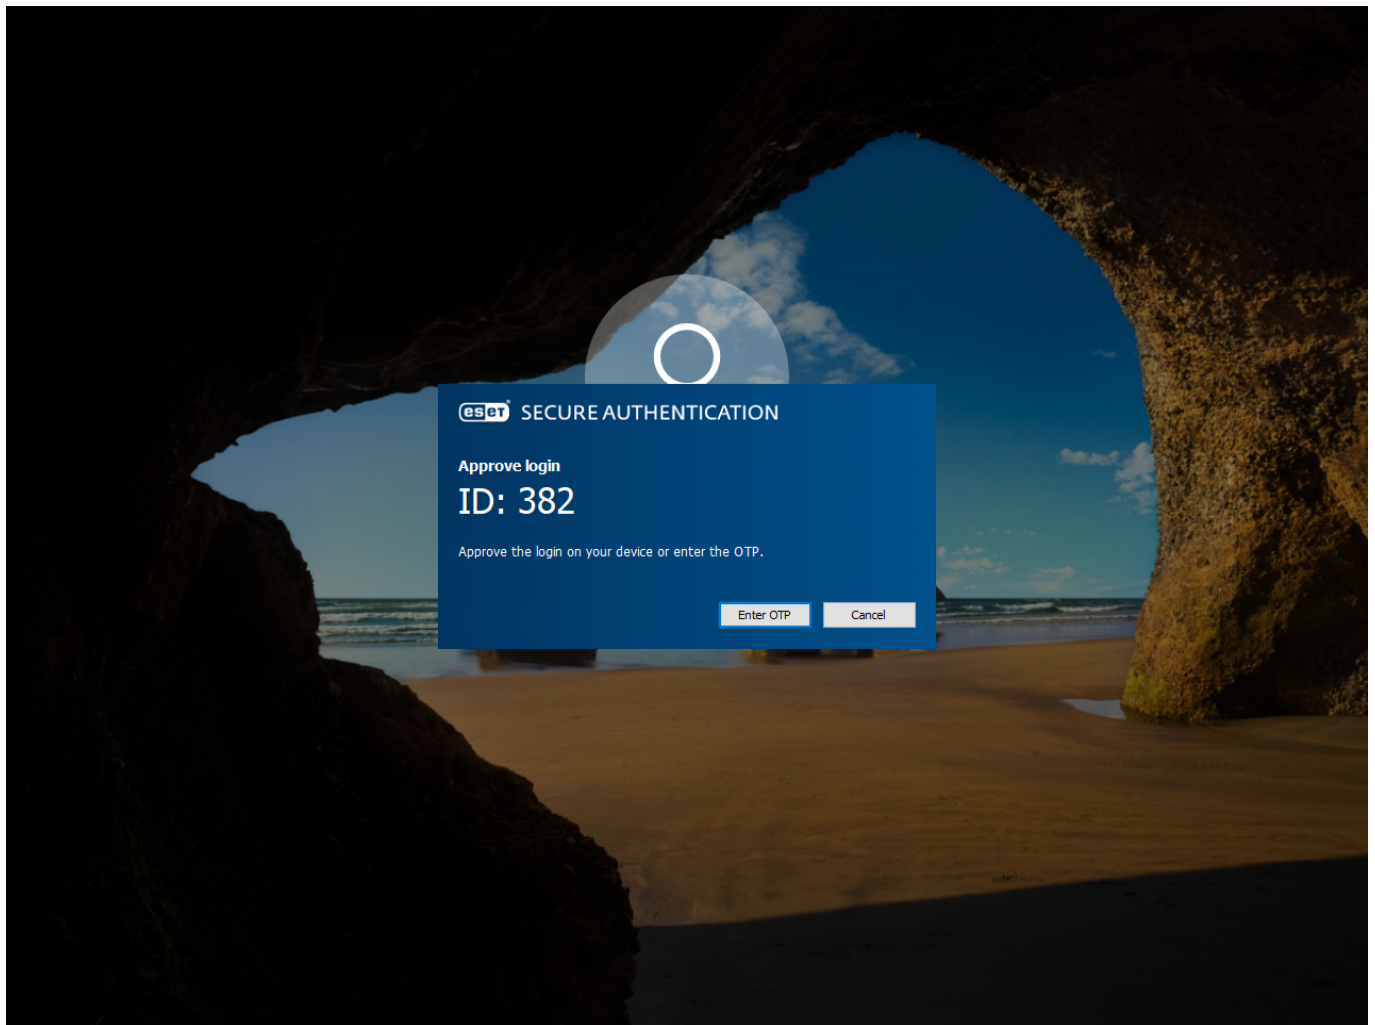 eset® SECURE AUTHENTICATION
Approve login
ID: 382
Approve the login on your device or enter the OTP.
Enter OTP
Cancel